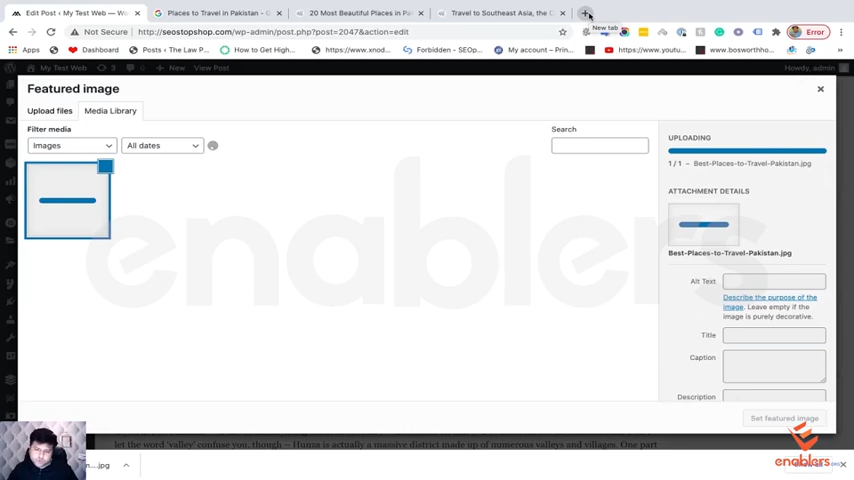 Edit Post ‹ My Test Web — Wo
Places to Travel in Pakistan - G
20 Most Beautiful Places in Pa
Travel to Southeast Asia, the C
New tab
Not Secure
http://seostopshop.com/wp-admin/post.php?post=2047&action=edit
Error
Apps
Dashboard
Love Dashboard
How to Get High...
https://www.xnod...
Forbidden - SEOp...
My account – Prin...
https://www.youtu...
www.bosworthho...
My Test Web
3
New
View Post
Howdy, admin
Featured image
Upload files
Media Library
Filter media
Images
All dates
Search
UPLOADING
1 / 1 – Best-Places-to-Travel-Pakistan.jpg
ATTACHMENT DETAILS
Best-Places-to-Travel-Pakistan.jpg
Alt Text
Describe the purpose of the
image. Leave empty if the
image is purely decorative.
Title
Caption
Description
Set featured image
enablers
let the word 'valley' confuse you, though – Hunza is actually a massive district made up of numerous valleys and villages. One part
n....jpg
enablers